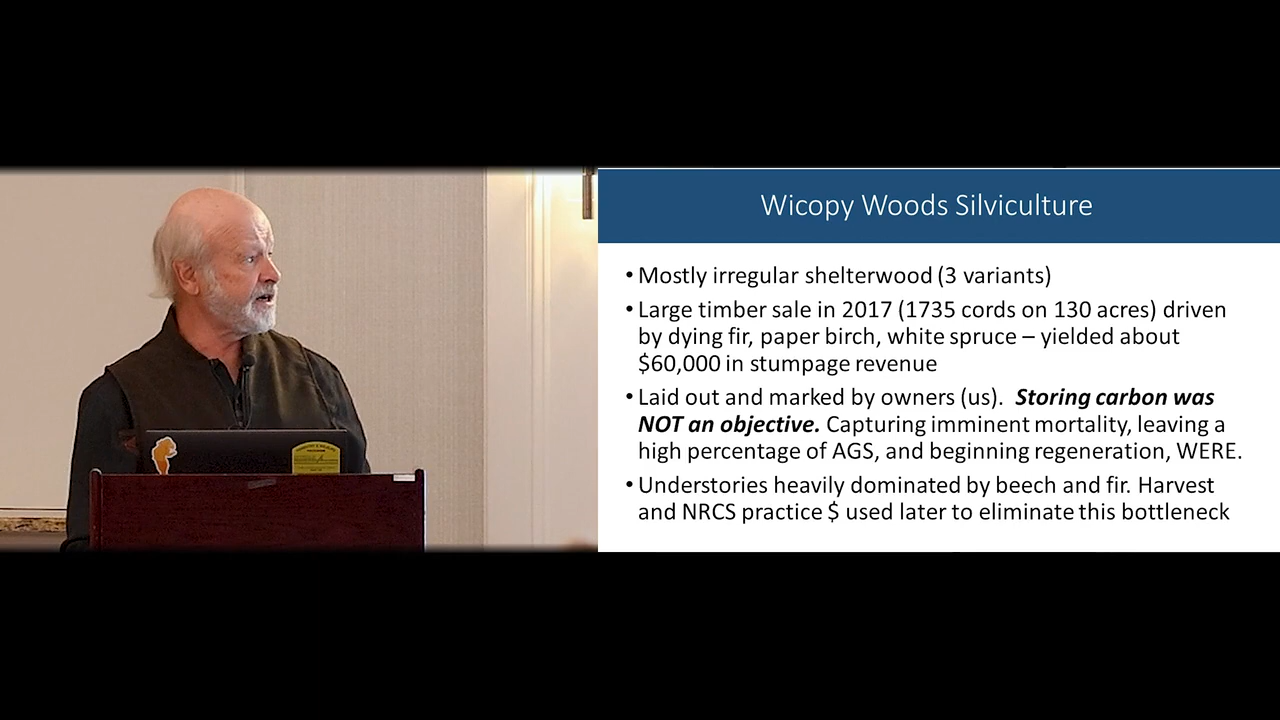 Wicopy Woods Silviculture
• Mostly irregular shelterwood (3 variants)
• Large timber sale in 2017 (1735 cords on 130 acres) driven
by dying fir, paper birch, white spruce – yielded about
$60,000 in stumpage revenue
• Laid out and marked by owners (us). Storing carbon was
NOT an objective. Capturing imminent mortality, leaving a
high percentage of AGS, and beginning regeneration, WERE.
• Understories heavily dominated by beech and fir. Harvest
and NRCS practice $ used later to eliminate this bottleneck